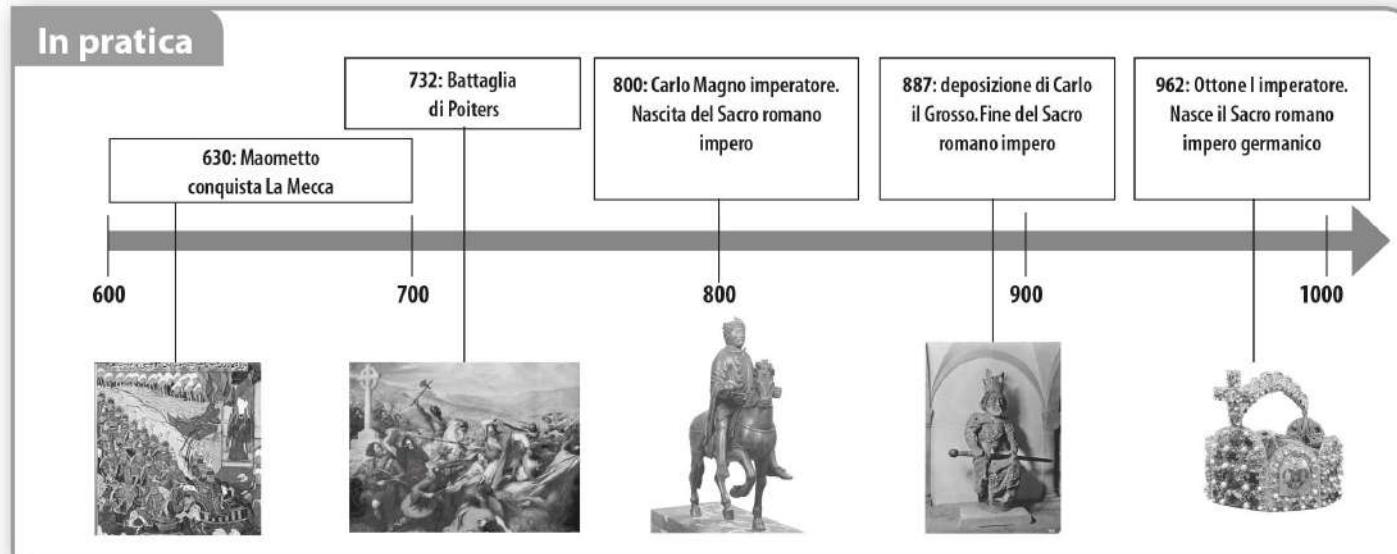 In pratica
630: Maometto
conquista La Mecca
732: Battaglia
di Poiters
800: Carlo Magno imperatore.
Nascita del Sacro romano
impero
887: deposizione di Carlo
il Grosso.Fine del Sacro
romano impero
962: Ottone I imperatore.
Nasce il Sacro romano
impero germanico
600
700
800
900
1000